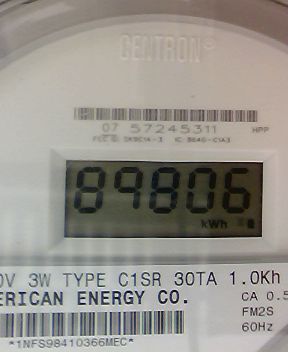 CENTRON®
07 57245311 HPP
89806
kWh
0V 3W TYPE C1SR 30TA 1.0Kh
ERICAN ENERGY CO.
CA 0.5
FM2S
60Hz
*1NFS98410366MEC*